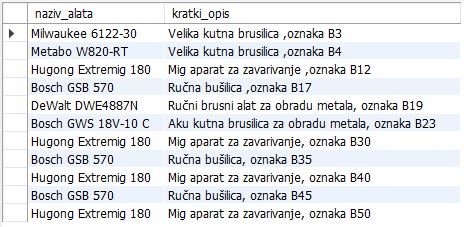 naziv_alata kratki_opis
Milwaukee 6122-30 Velika kutna brusilica ,oznaka B3
Metabo W820-RT Velika kutna brusilica ,oznaka B4
Hugong Extremig 180 Mig aparat za zavarivanje ,oznaka B12
Bosch GSB 570 Ručna bušilica ,oznaka B17
DeWalt DWE4887N Ručni brusni alat za obradu metala, oznaka B19
Bosch GWS 18V-10 C Aku kutna brusilica za obradu metala, oznaka B23
Hugong Extremig 180 Mig aparat za zavarivanje, oznaka B30
Bosch GSB 570 Ručna bušilica, oznaka B35
Hugong Extremig 180 Mig aparat za zavarivanje, oznaka B40
Bosch GSB 570 Ručna bušilica, oznaka B45
Hugong Extremig 180 Mig aparat za zavarivanje, oznaka B50